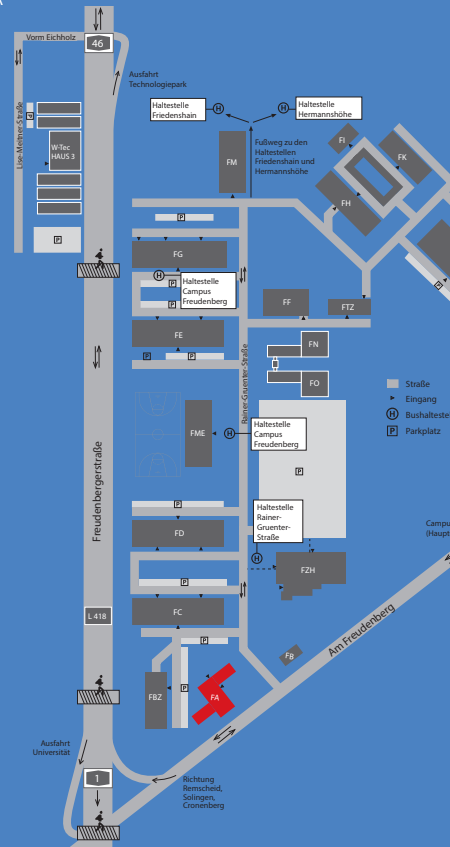 46
Vorm Eichholz
Ausfahrt
Technologiepark
Lise-Meitner-Straße
P
W-Tec
HAUS 3
P
Haltestelle
Friedenshain
H
H
Haltestelle
Hermannshöhe
FM
Fußweg zu den
Haltestellen
Friedenshain und
Hermannshöhe
FI
FK
FH
P
FG
H
P
P
Haltestelle
Campus
Freudenberg
P
FF
FTZ
FE
P
P
FN
FO
Rainer-Gruenter-Straße
Straße
Eingang
H
Bushalteste
P
Parkplatz
FME
H
Haltestelle
Campus
Freudenberg
P
Freudenbergerstraße
P
FD
Haltestelle
Rainer-
Gruenter-
Straße
H
FZH
Campu
(Haupt
P
FC
L 418
P
Am Freudenberg
FB
FBZ
P
FA
Ausfahrt
Universität
1
Richtung
Remscheid,
Solingen,
Cronenberg